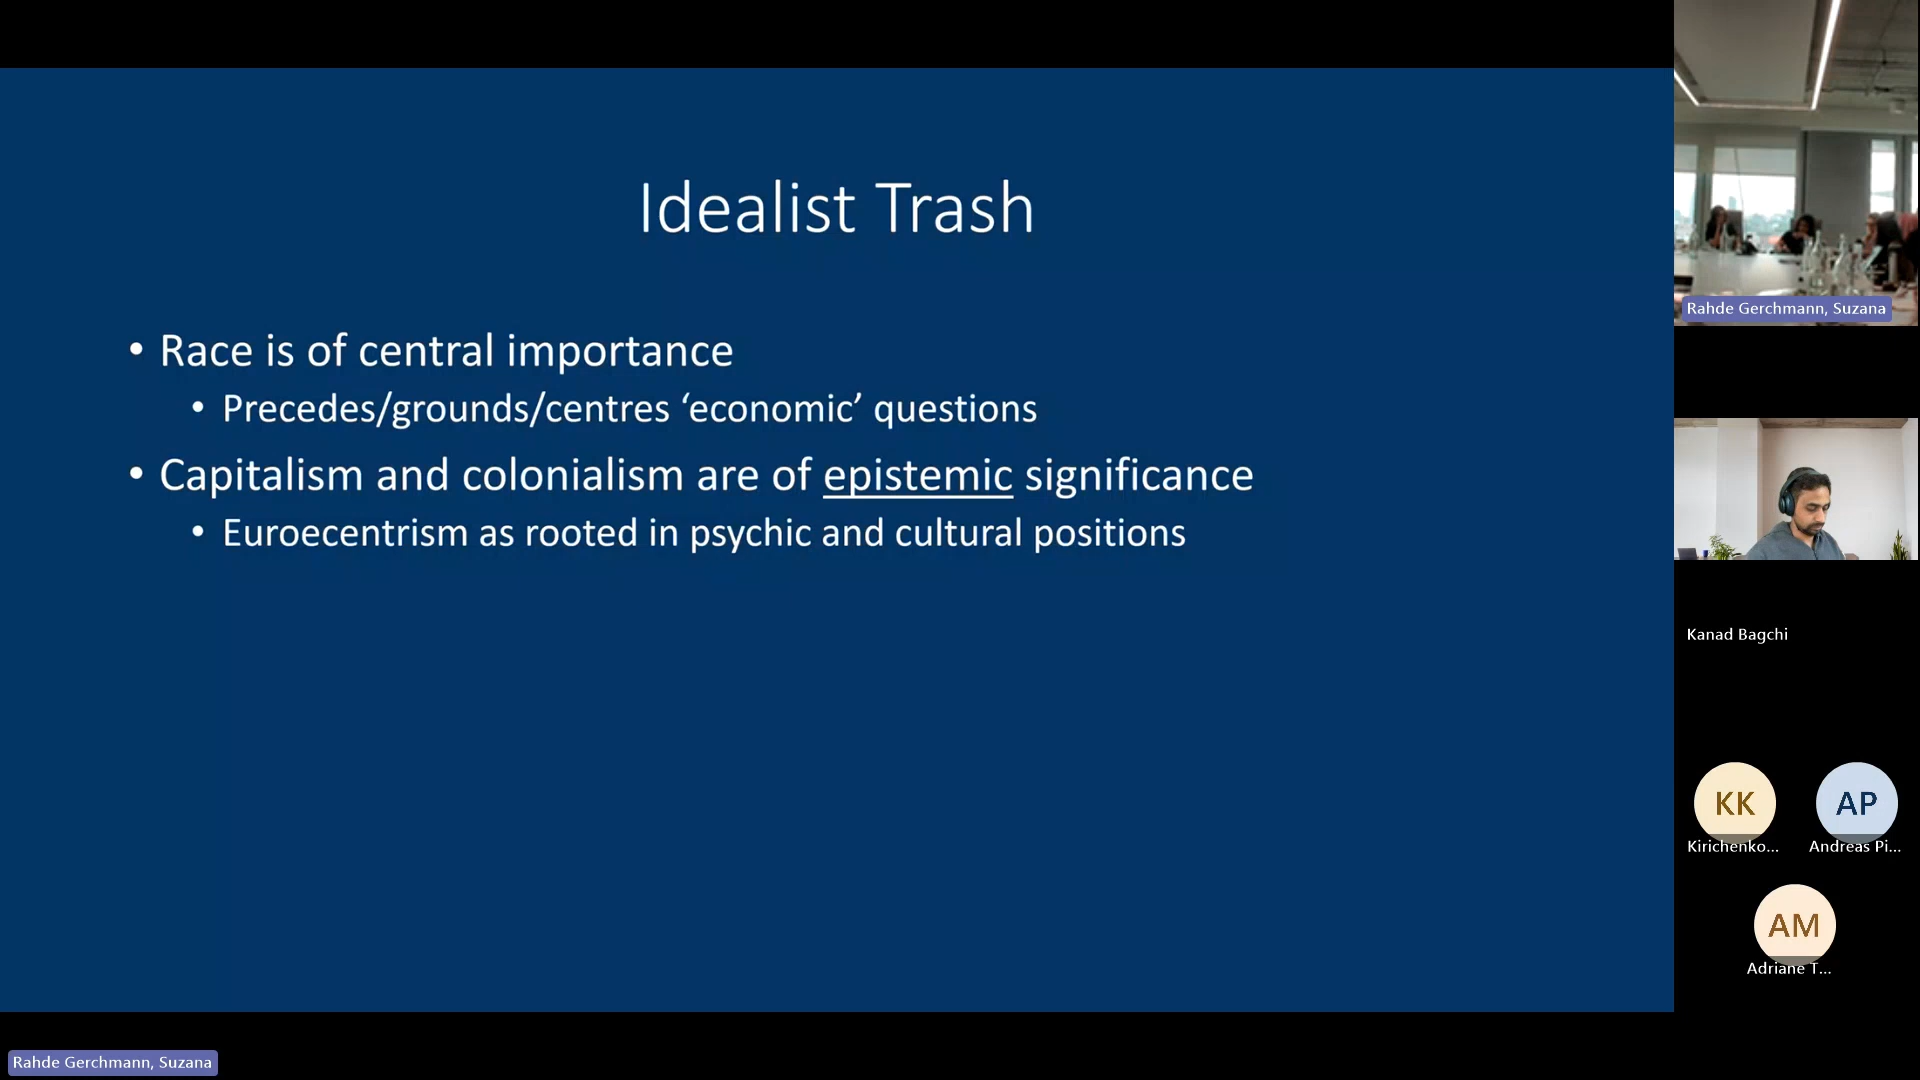 Idealist Trash
• Race is of central importance
• Precedes/grounds/centres ‘economic’ questions
• Capitalism and colonialism are of epistemic significance
• Euroecentrism as rooted in psychic and cultural positions
Rahde Gerchmann, Suzana
Kanad Bagchi
KK
Kirichenko...
AP
Andreas Pi...
AM
Adriane T...
Rahde Gerchmann, Suzana